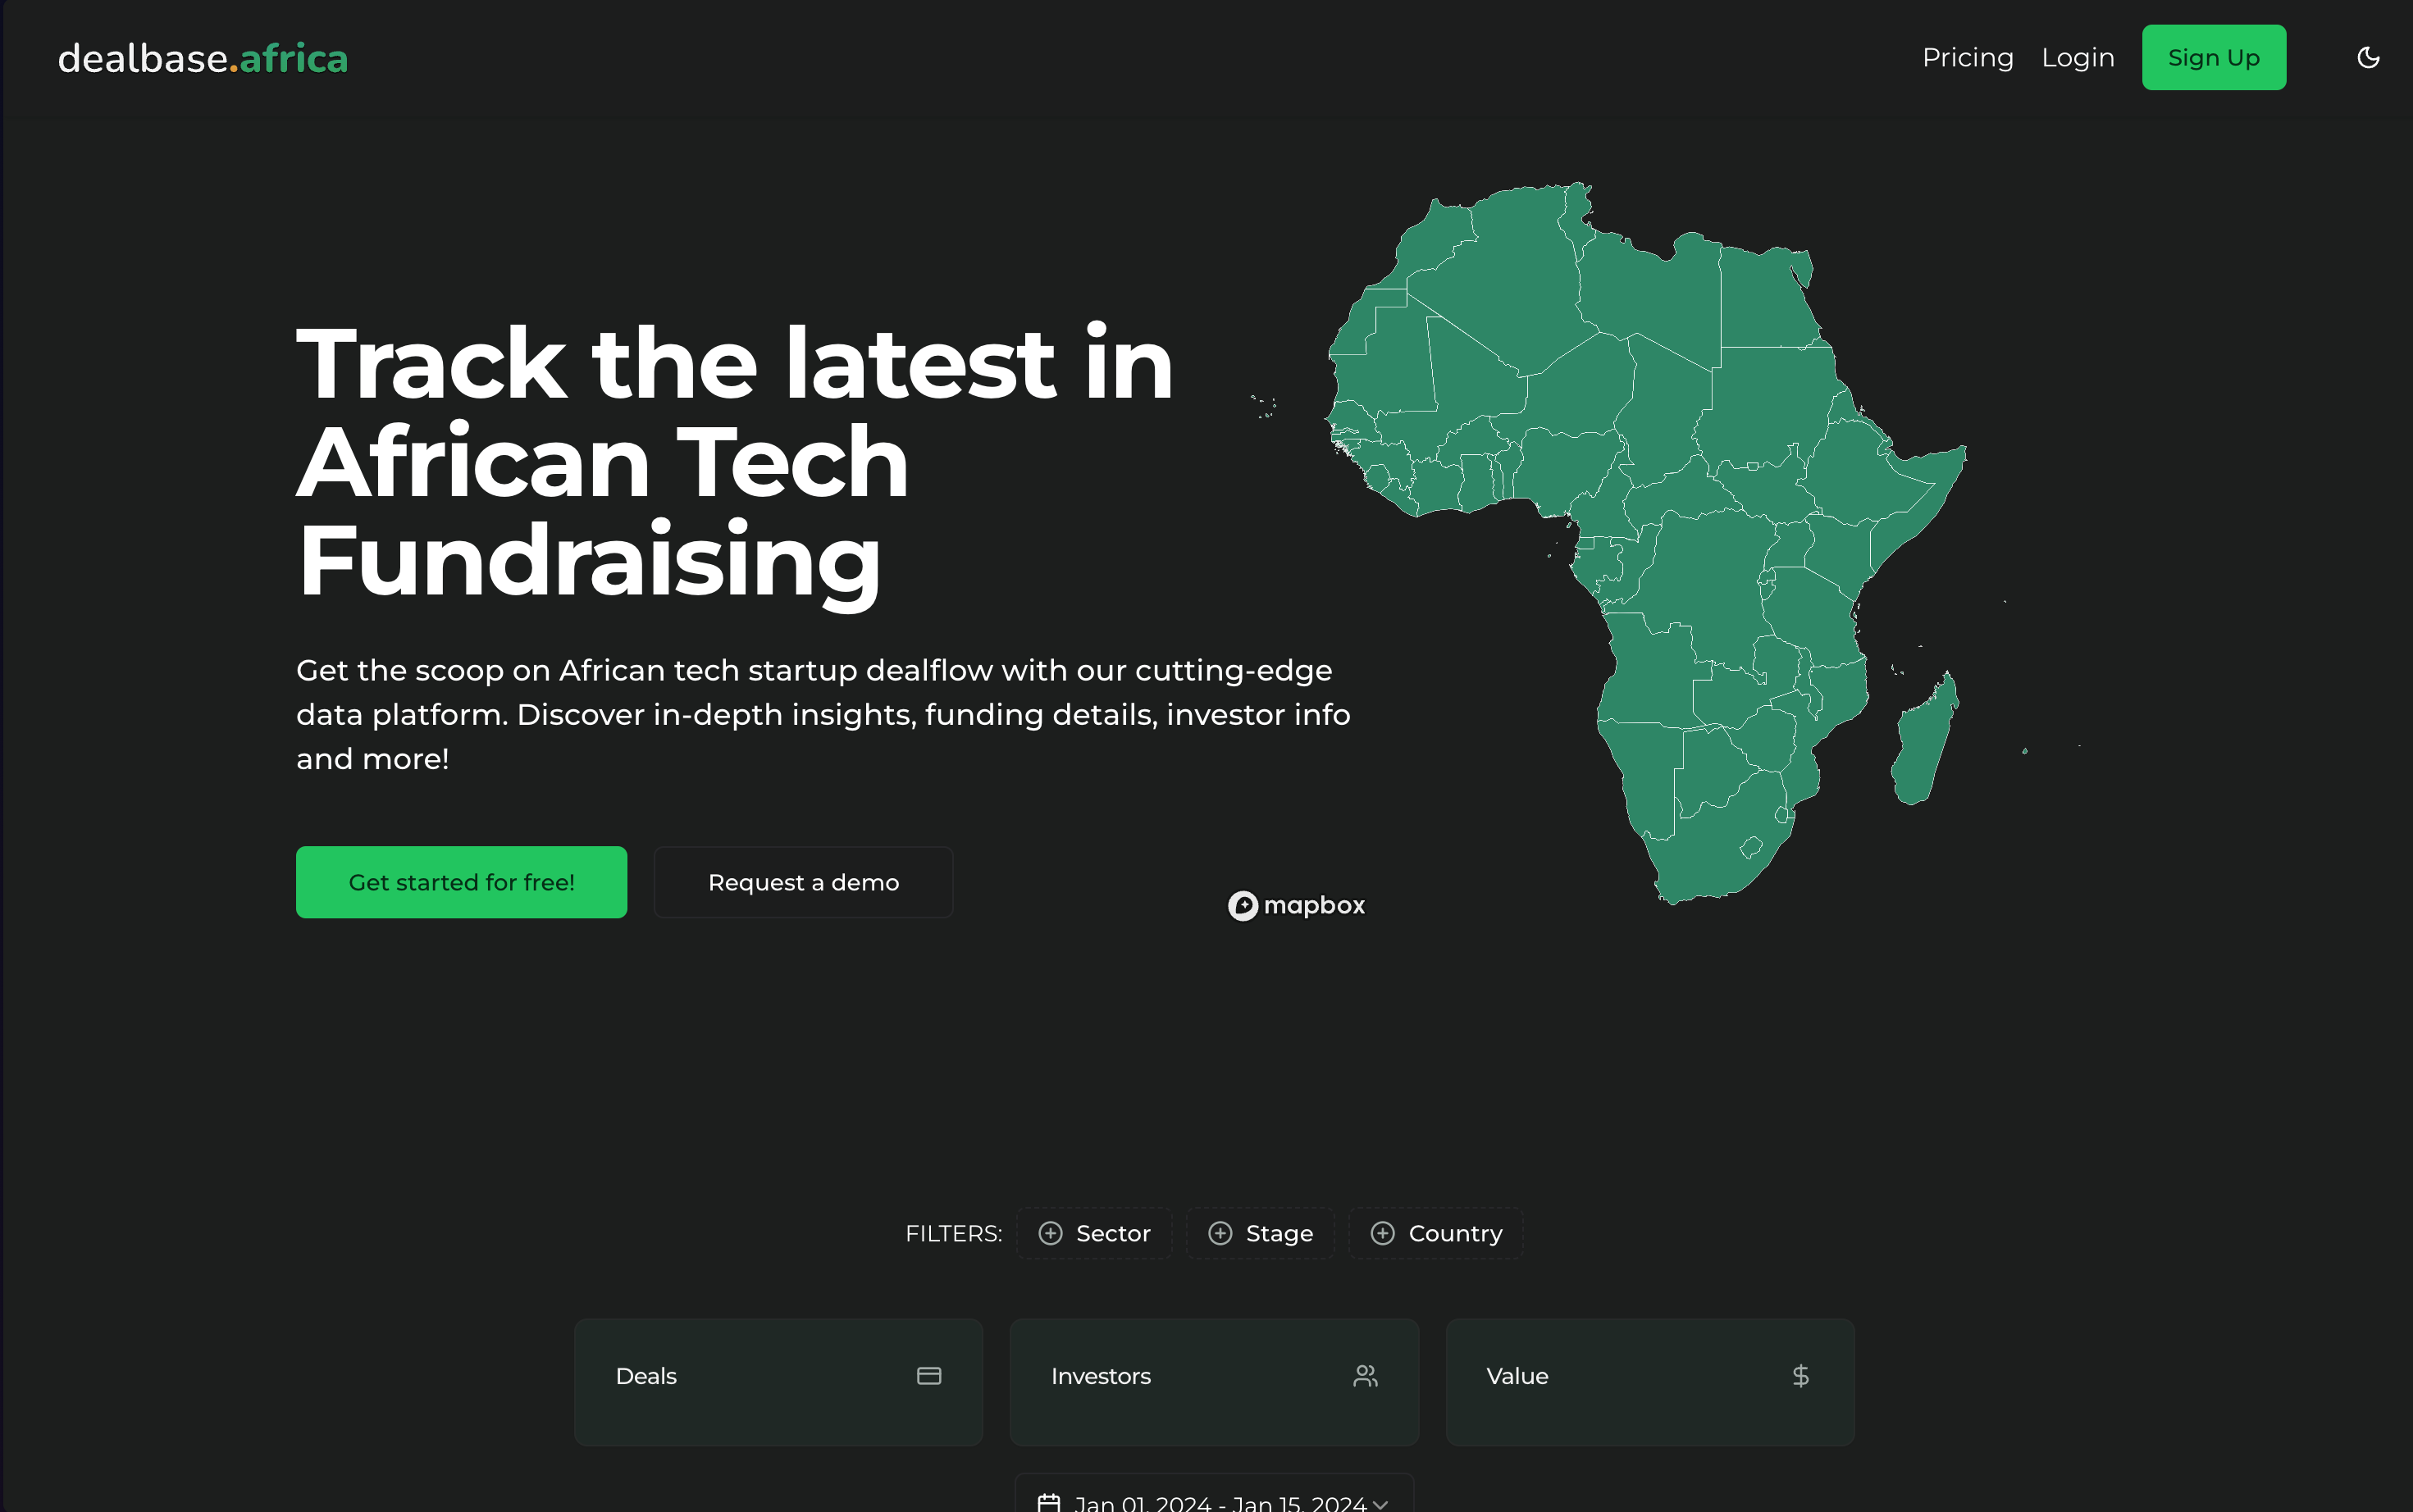 dealbase.africa
Pricing
Login
Sign Up
Track the latest in
African Tech
Fundraising
Get the scoop on African tech startup dealflow with our cutting-edge
data platform. Discover in-depth insights, funding details, investor info
and more!
Get started for free!
Request a demo
mapbox
FILTERS:
Sector
Stage
Country
Deals
Investors
Value
Jan 01, 2024 - Jan 15, 2024